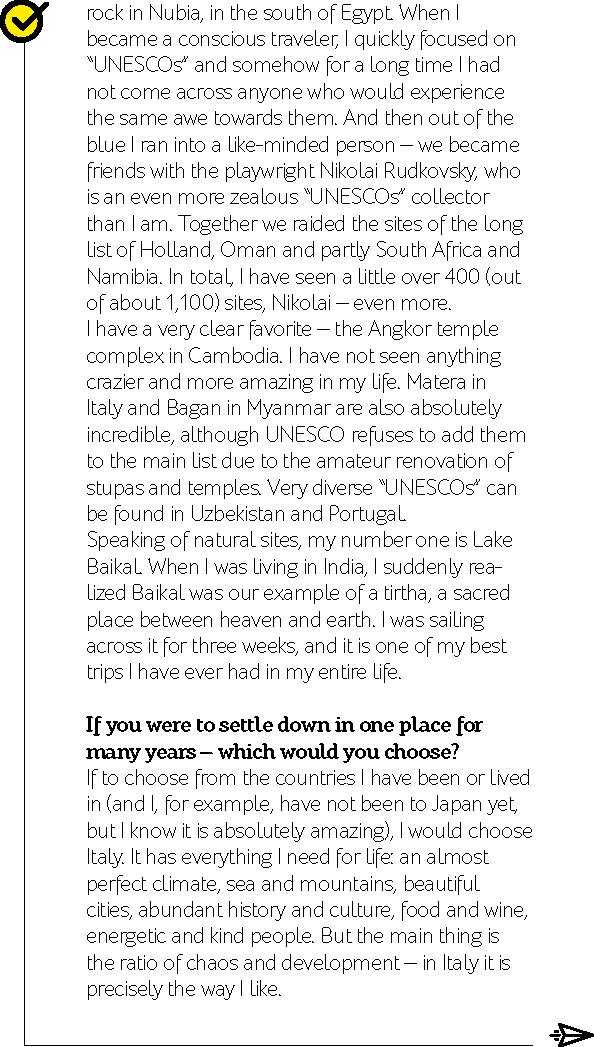 rock in Nubia, in the south of Egypt. When I
became a conscious traveler, I quickly focused on
“UNESCOs” and somehow for a long time I had
not come across anyone who would experience
the same awe towards them. And then out of the
blue I ran into a like-minded person – we became
friends with the playwright Nikolai Rudkovsky, who
is an even more zealous “UNESCOs” collector
than I am. Together we raided the sites of the long
list of Holland, Oman and partly South Africa and
Namibia. In total, I have seen a little over 400 (out
of about 1,100) sites, Nikolai – even more.
I have a very clear favorite – the Angkor temple
complex in Cambodia. I have not seen anything
crazier and more amazing in my life. Matera in
Italy and Bagan in Myanmar are also absolutely
incredible, although UNESCO refuses to add them
to the main list due to the amateur renovation of
stupas and temples. Very diverse “UNESCOs” can
be found in Uzbekistan and Portugal.
Speaking of natural sites, my number one is Lake
Baikal. When I was living in India, I suddenly rea-
lized Baikal was our example of a tirtha, a sacred
place between heaven and earth. I was sailing
across it for three weeks, and it is one of my best
trips I have ever had in my entire life.
If you were to settle down in one place for
many years – which would you choose?
If to choose from the countries I have been or lived
in (and I, for example, have not been to Japan yet,
but I know it is absolutely amazing), I would choose
Italy. It has everything I need for life: an almost
perfect climate, sea and mountains, beautiful
cities, abundant history and culture, food and wine,
energetic and kind people. But the main thing is
the ratio of chaos and development – in Italy it is
precisely the way I like.